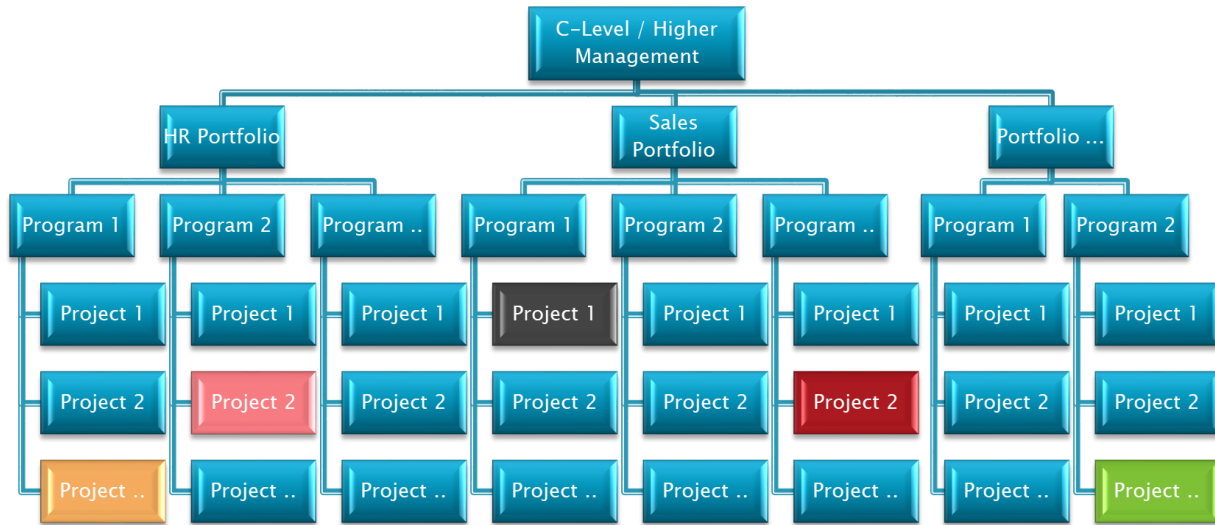 C-Level / Higher
Management
HR Portfolio
Sales
Portfolio
Portfolio ...
Program 1
Program 2
Program ..
Program 1
Program 2
Program ..
Program 1
Program 2
Project 1
Project 1
Project 1
Project 1
Project 1
Project 1
Project 1
Project 1
Project 2
Project 2
Project 2
Project 2
Project 2
Project 2
Project 2
Project 2
Project ..
Project ..
Project ..
Project ..
Project ..
Project ..
Project ..
Project ..